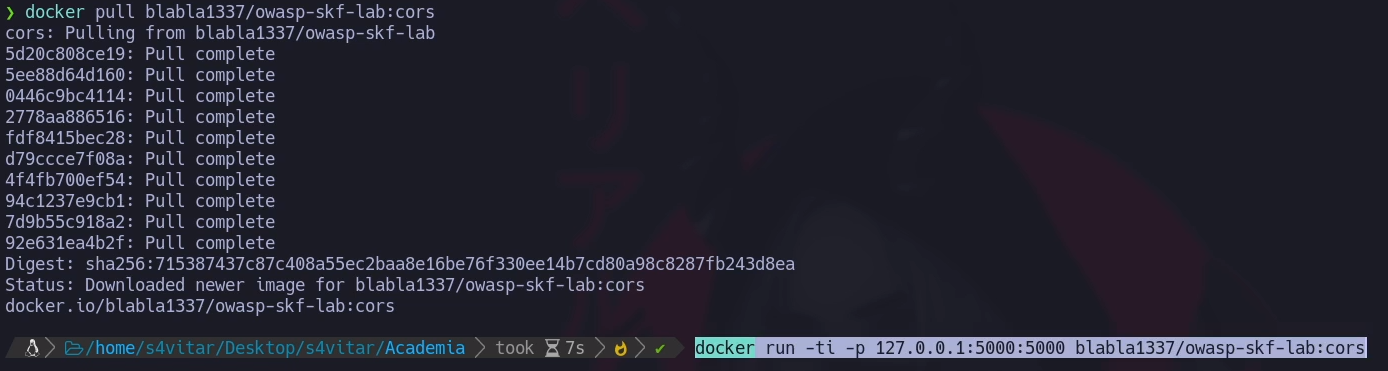 ❯ docker pull blabla1337/owasp-skf-lab:cors
cors: Pulling from blabla1337/owasp-skf-lab
5d20c808ce19: Pull complete
5ee88d64d160: Pull complete
0446c9bc4114: Pull complete
2778aa886516: Pull complete
fdf8415bec28: Pull complete
d79ccce7f08a: Pull complete
4f4fb700ef54: Pull complete
94c1237e9cb1: Pull complete
7d9b55c918a2: Pull complete
92e631ea4b2f: Pull complete
Digest: sha256:715387437c87c408a55ec2baa8e16be76f330ee14b7cd80a98c8287fb243d8ea
Status: Downloaded newer image for blabla1337/owasp-skf-lab:cors
docker.io/blabla1337/owasp-skf-lab:cors
/home/s4vitar/Desktop/s4vitar/Academia took 7s ✔ docker run -ti -p 127.0.0.1:5000:5000 blabla1337/owasp-skf-lab:cors